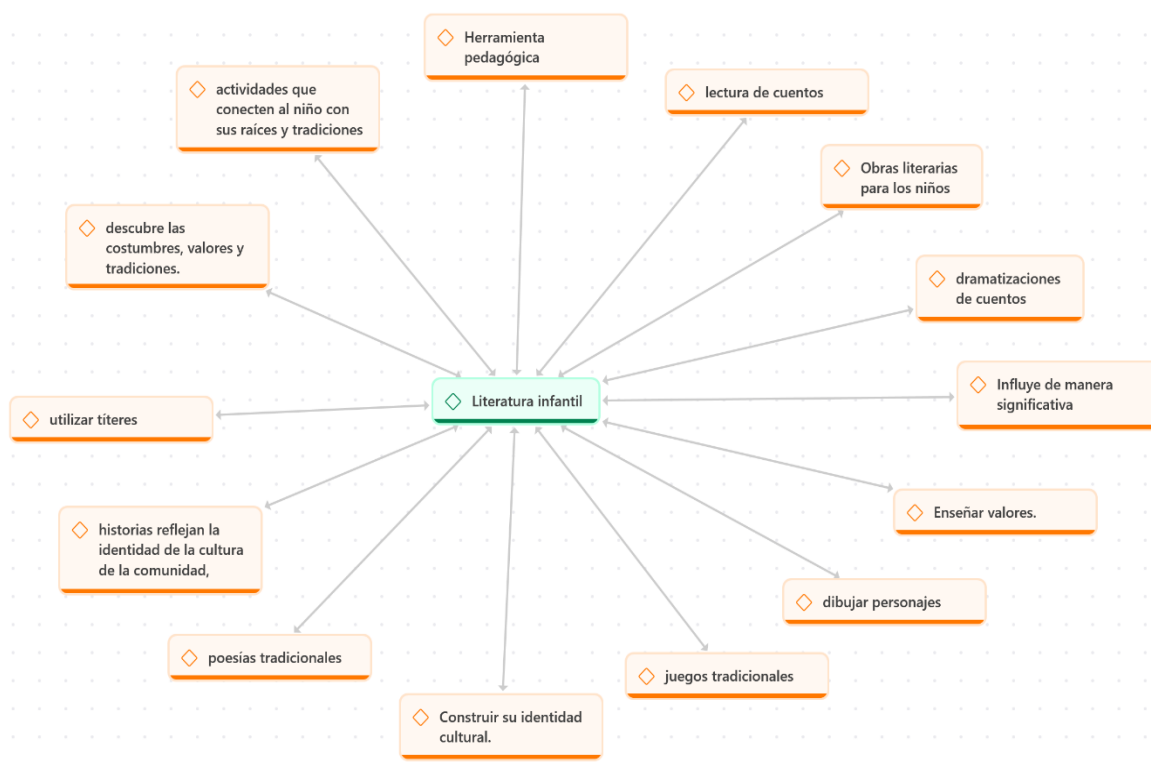 Herramienta
pedagógica
actividades que
conecten al niño con
sus raíces y tradiciones
lectura de cuentos
Obras literarias
para los niños
descubre las
costumbres, valores y
tradiciones.
dramatizaciones
de cuentos
Influye de manera
significativa
Literatura infantil
utilizar títeres
Enseñar valores.
historias reflejan la
identidad de la cultura
de la comunidad,
dibujar personajes
poesías tradicionales
juegos tradicionales
Construir su identidad
cultural.